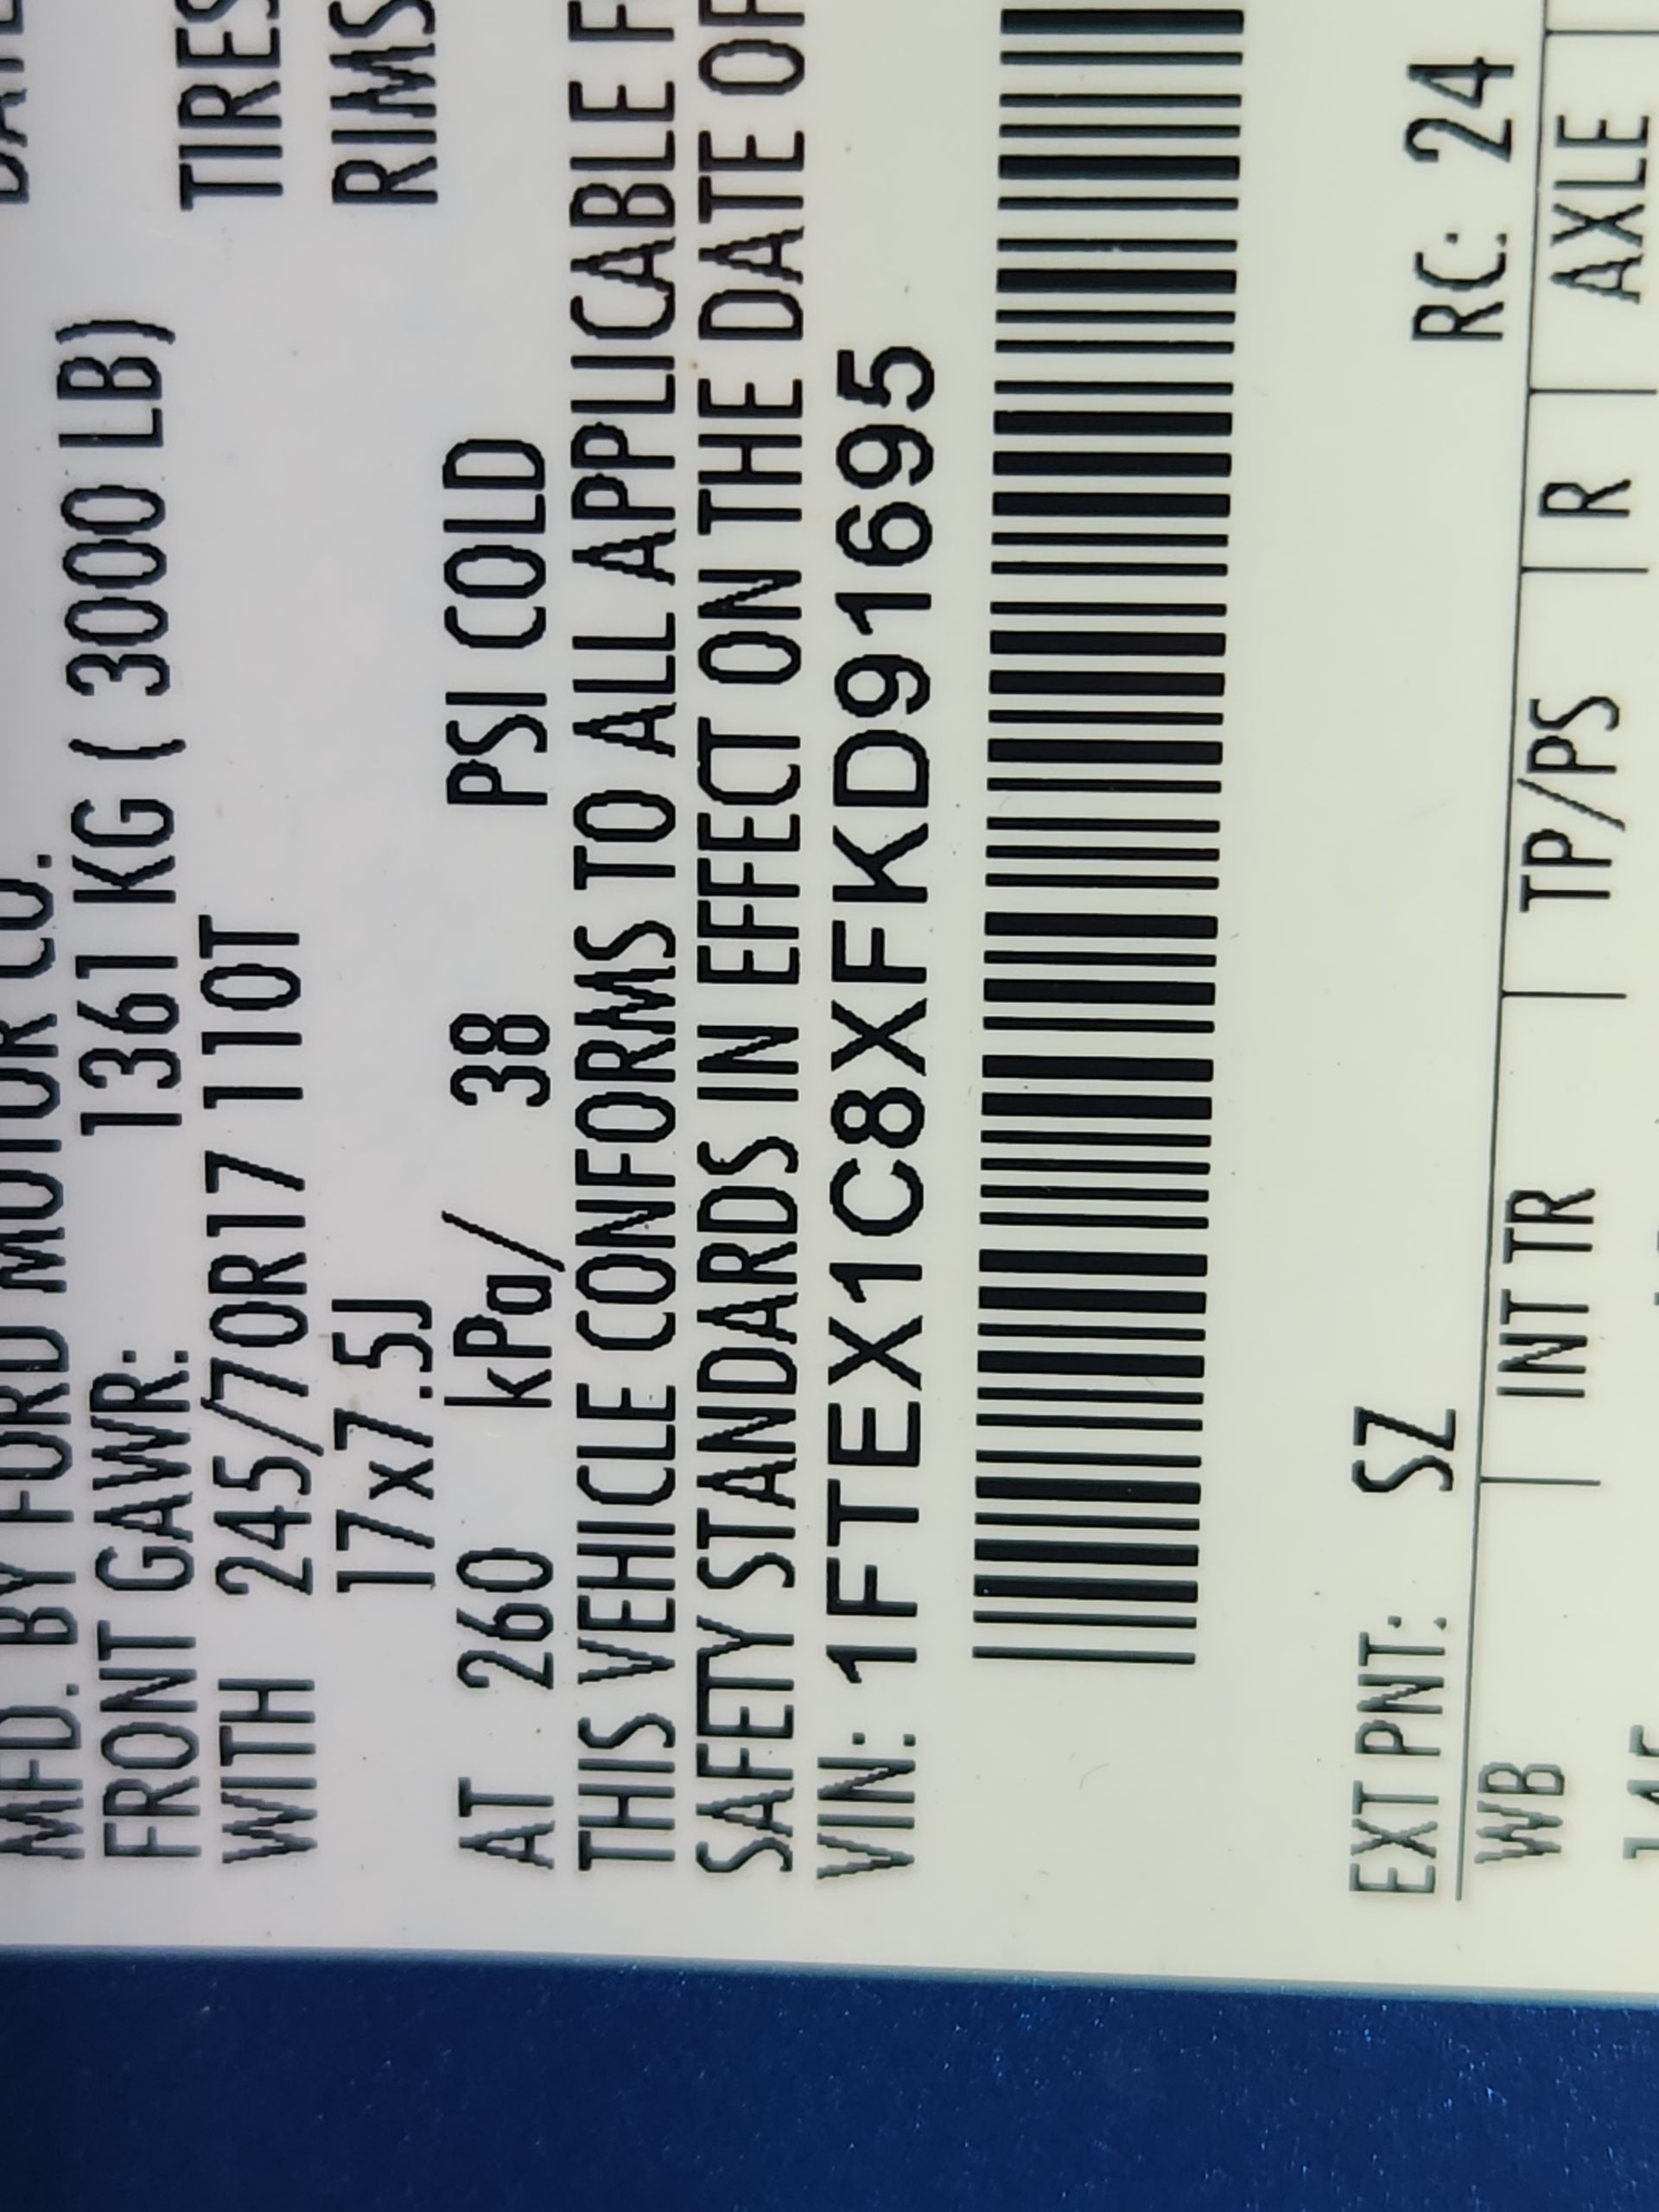 MFD. BY FORD MOTOR CO.
FRONT GAWR: 1361 KG ( 3000 LB)
WITH 245/70R17 110T TIRES
17x7.5J RIMS
AT 260 kPa/ 38 PSI COLD
THIS VEHICLE CONFORMS TO ALL APPLICABLE F
SAFETY STANDARDS IN EFFECT ON THE DATE OF
VIN: 1FTEX1C8XFKD91695
EXT PNT: SZ RC: 24
WB INT TR TP/PS R AXLE